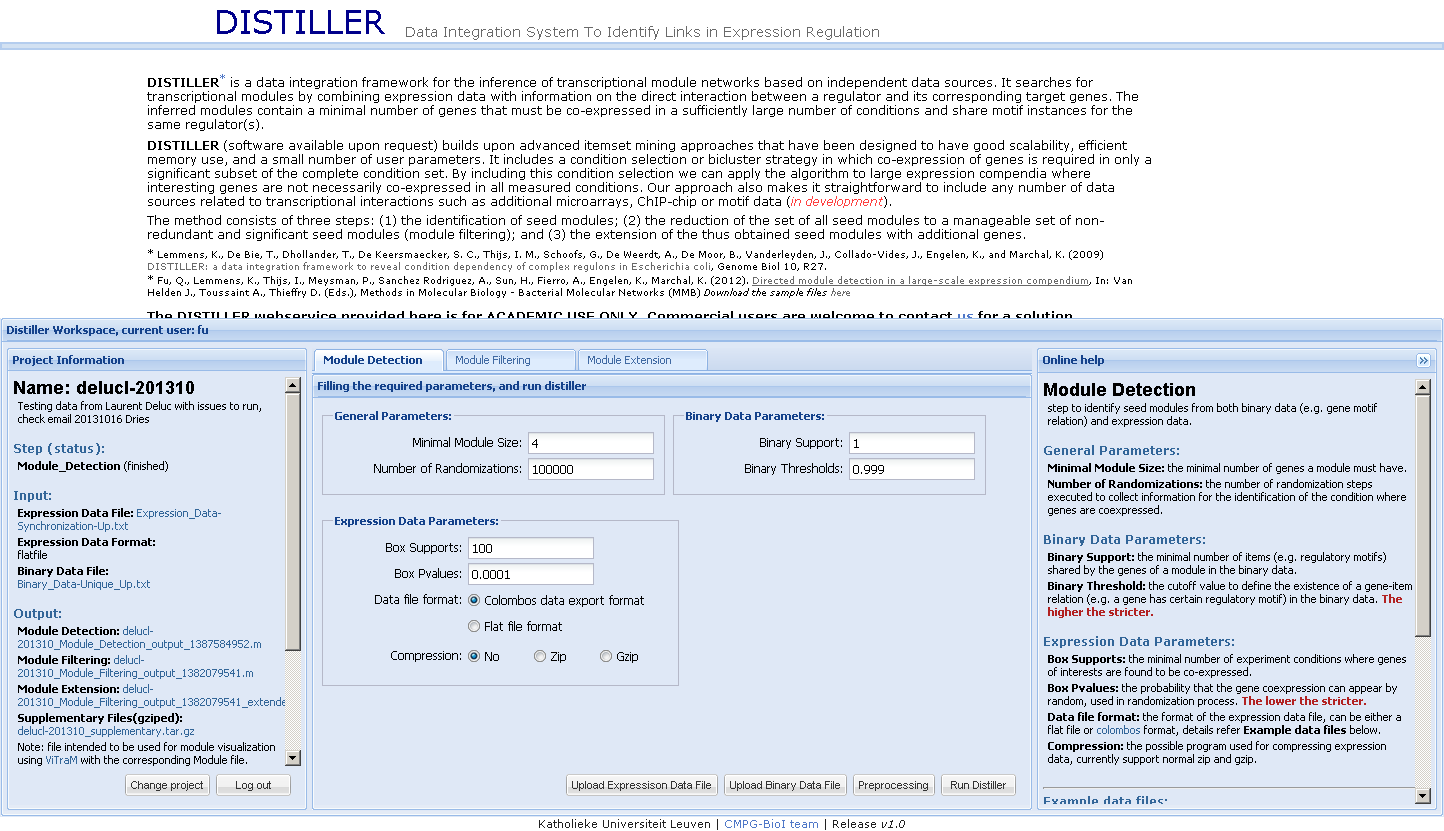 DISTILLER Data Integration System To Identify Links in Expression Regulation
DISTILLER* is a data integration framework for the inference of transcriptional module networks based on independent data sources. It searches for
transcriptional modules by combining expression data with information on the direct interaction between a regulator and its corresponding target genes. The
inferred modules contain a minimal number of genes that must be co-expressed in a sufficiently large number of conditions and share motif instances for the
same regulator(s).
DISTILLER (software available upon request) builds upon advanced itemset mining approaches that have been designed to have good scalability, efficient
memory use, and a small number of user parameters. It includes a condition selection or bicluster strategy in which co-expression of genes is required in only a
significant subset of the complete condition set. By including this condition selection we can apply the algorithm to large expression compendia where
interesting genes are not necessarily co-expressed in all measured conditions. Our approach also makes it straightforward to include any number of data
sources related to transcriptional interactions such as additional microarrays, ChIP-chip or motif data (in development).
The method consists of three steps: (1) the identification of seed modules; (2) the reduction of the set of all seed modules to a manageable set of non-
redundant and significant seed modules (module filtering); and (3) the extension of the thus obtained seed modules with additional genes.
* Lemmens, K., De Bie, T., Dhollander, T., De Keersmaecker, S. C., Thijs, I. M., Schoofs, G., De Weerdt, A., De Moor, B., Vanderleyden, J., Collado-Vides, J., Engelen, K., and Marchal, K. (2009)
DISTILLER: a data integration framework to reveal condition dependency of complex regulons in Escherichia coli, Genome Biol 10, R27.
* Fu, Q., Lemmens, K., Thijs, I., Meysman, P., Sanchez Rodriguez, A., Sun, H., Fierro, A., Engelen, K., Marchal, K. (2012). Directed module detection in a large-scale expression compendium, In: Van
Helden J., Toussaint A., Thieffry D. (Eds.), Methods in Molecular Biology - Bacterial Molecular Networks (MMB) Download the sample files here
The DISTILLER webservice provided here is for ACADEMIC USE ONLY. Commercial users are welcome to contact us for a solution.
Distiller Workspace, current user: fu
Project Information
Name: delucl-201310
Testing data from Laurent Deluc with issues to run,
check email 20131016 Dries
Step (status):
Module_Detection (finished)
Input:
Expression Data File: Expression_Data-
Synchronization-Up.txt
Expression Data Format:
flatfile
Binary Data File:
Binary_Data-Unique_Up.txt
Output:
Module Detection: delucl-
201310_Module_Detection_output_1387584952.m
Module Filtering: delucl-
201310_Module_Filtering_output_1382079541.m
Module Extension: delucl-
201310_Module_Filtering_output_1382079541_extende
Supplementary Files(gziped):
delucl-201310_supplementary.tar.gz
Note: file intended to be used for module visualization
using ViTraM with the corresponding Module file.
Change project Log out
Module Detection Module Filtering Module Extension
Filling the required parameters, and run distiller
General Parameters:
Minimal Module Size: 4
Number of Randomizations: 100000
Binary Data Parameters:
Binary Support: 1
Binary Thresholds: 0.999
Expression Data Parameters:
Box Supports: 100
Box Pvalues: 0.0001
Data file format: Colombos data export format
Flat file format
Compression: No Zip Gzip
Upload Expressison Data File Upload Binary Data File Preprocessing Run Distiller
Online help
Module Detection
step to identify seed modules from both binary data (e.g. gene motif
relation) and expression data.
General Parameters:
Minimal Module Size: the minimal number of genes a module must have.
Number of Randomizations: the number of randomization steps
executed to collect information for the identification of the condition where
genes are coexpressed.
Binary Data Parameters:
Binary Support: the minimal number of items (e.g. regulatory motifs)
shared by the genes of a module in the binary data.
Binary Threshold: the cutoff value to define the existence of a gene-item
relation (e.g. a gene has certain regulatory motif) in the binary data. The
higher the stricter.
Expression Data Parameters:
Box Supports: the minimal number of experiment conditions where genes
of interests are found to be co-expressed.
Box Pvalues: the probability that the gene coexpression can appear by
random, used in randomization process. The lower the stricter.
Data file format: the format of the expression data file, can be either a
flat file or colombos format, details refer Example data files below.
Compression: the possible program used for compressing expression
data, currently support normal zip and gzip.
Example data files:
Katholieke Universiteit Leuven | CMPG-BioI team | Release v1.0